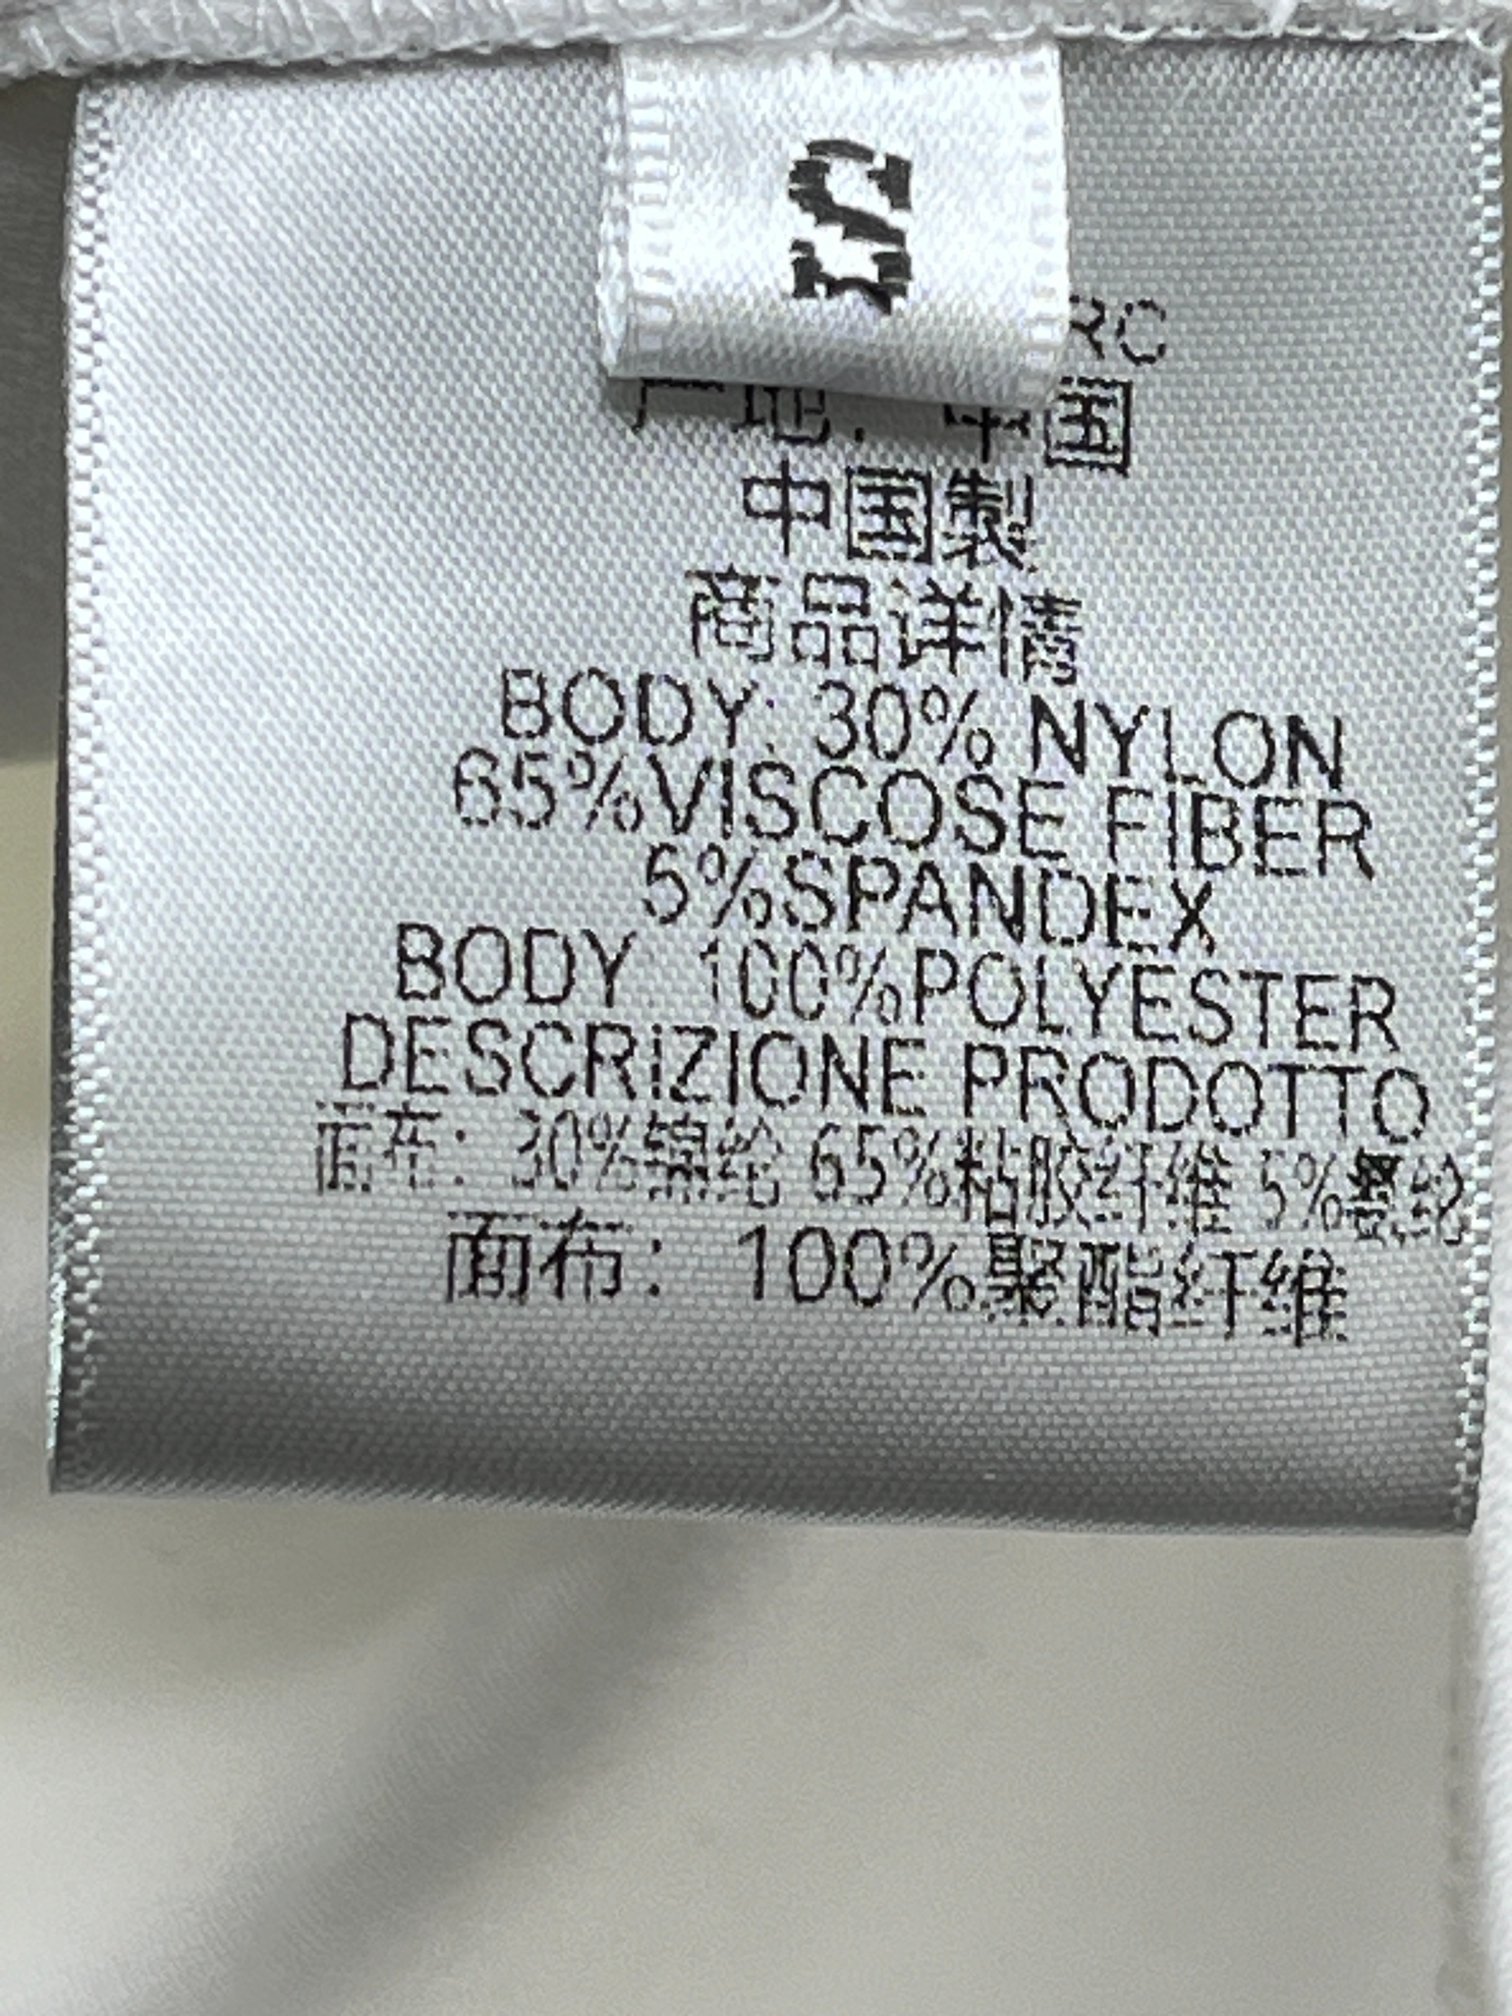 S
RC
产地: 中国
中国製
商品详情
BODY: 30% NYLON
65%VISCOSE FIBER
5%SPANDEX
BODY: 100%POLYESTER
DESCRIZIONE PRODOTTO
面布: 30%锦纶 65%粘胶纤维 5%氨纶
面布: 100%聚酯纤维